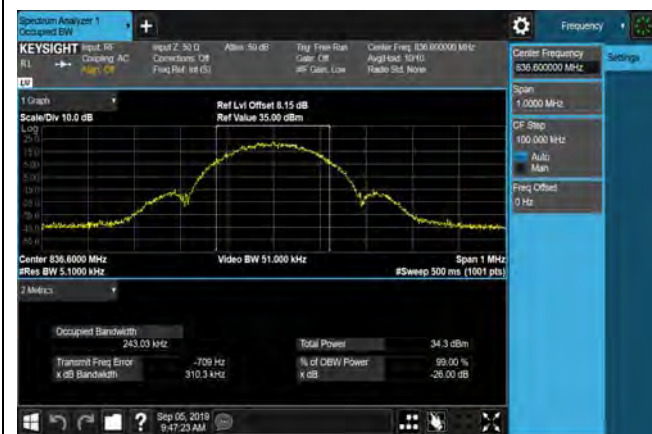 Spectrum Analyzer 1
Occupied BW
+
Frequency
KEYSIGHT Input: RF
Coupling: AC
Align: Off
Input Z: 50 Ω
Corrections: Off
Freq Ref: Int (S)
Atten: 50 dB
Trig: Free Run
Gate: Off
#IF Gain: Low
Center Freq: 836.600000 MHz
Avg|Hold: 10/10
Radio Std: None
Center Frequency
836.600000 MHz
Settings
Span
1.0000 MHz
CF Step
100.000 kHz
Auto
Man
Freq Offset
0 Hz
1 Graph
Scale/Div 10.0 dB
Ref Lvl Offset 8.15 dB
Ref Value 35.00 dBm
Log
Center 836.6000 MHz
#Res BW 5.1000 kHz
Video BW 51.000 kHz
Span 1 MHz
#Sweep 500 ms (1001 pts)
2 Metrics
Occupied Bandwidth
243.03 kHz
Total Power 34.3 dBm
Transmit Freq Error -709 Hz
% of OBW Power 99.00 %
x dB Bandwidth 310.3 kHz
x dB -26.00 dB
?
Sep 05, 2019
9:47:23 AM